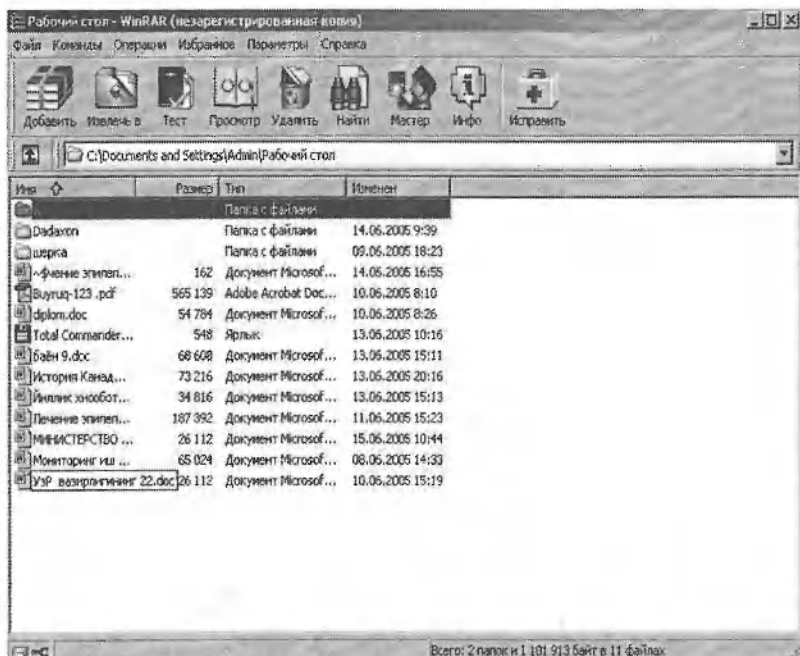 Рабочий стол - WinRAR (незарегистрированная копия)
Файл Команды Операции Избранное Параметры Справка
Добавить Извлечь в Тест Просмотр Удалить Найти Мастер Инфо Исправить
C:\Documents and Settings\Admin\Рабочий стол
Имя Размер Тип Изменен
.. Папка с файлами
Dadaxon Папка с файлами 14.06.2005 9:39
шерка Папка с файлами 09.06.2005 18:23
162 Документ Microsof... 14.06.2005 16:55
Buyruq-123 .pdf 565 139 Adobe Acrobat Doc... 10.06.2005 8:10
diplom.doc 54 784 Документ Microsof... 10.06.2005 8:26
Total Commander... 548 Ярлык 13.06.2005 10:16
баён 9.doc 68 608 Документ Microsof... 13.06.2005 15:11
История Канад... 73 216 Документ Microsof... 13.06.2005 20:16
Йиллик 34 816 Документ Microsof... 13.06.2005 15:13
Лечение эпилеп... 187 392 Документ Microsof... 11.06.2005 15:23
МИНИСТЕРСТВО ... 26 112 Документ Microsof... 15.06.2005 10:44
Мониторинг иш ... 65 024 Документ Microsof... 08.06.2005 14:33
УзР вазирлигининг 22.doc 26 112 Документ Microsof... 10.06.2005 15:19
Всего: 2 папок и 1 101 913 байт в 11 файлах